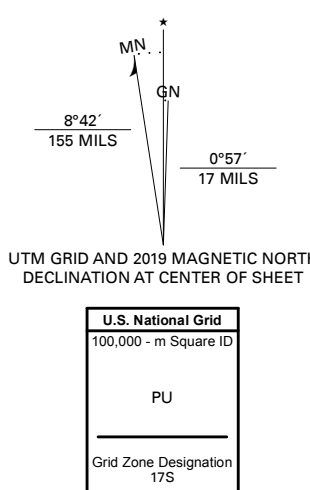 ★
MN
GN
8°42´
155 MILS
0°57´
17 MILS
UTM GRID AND 2019 MAGNETIC NORTH
DECLINATION AT CENTER OF SHEET
U.S. National Grid
100,000 - m Square ID
PU
Grid Zone Designation
17S